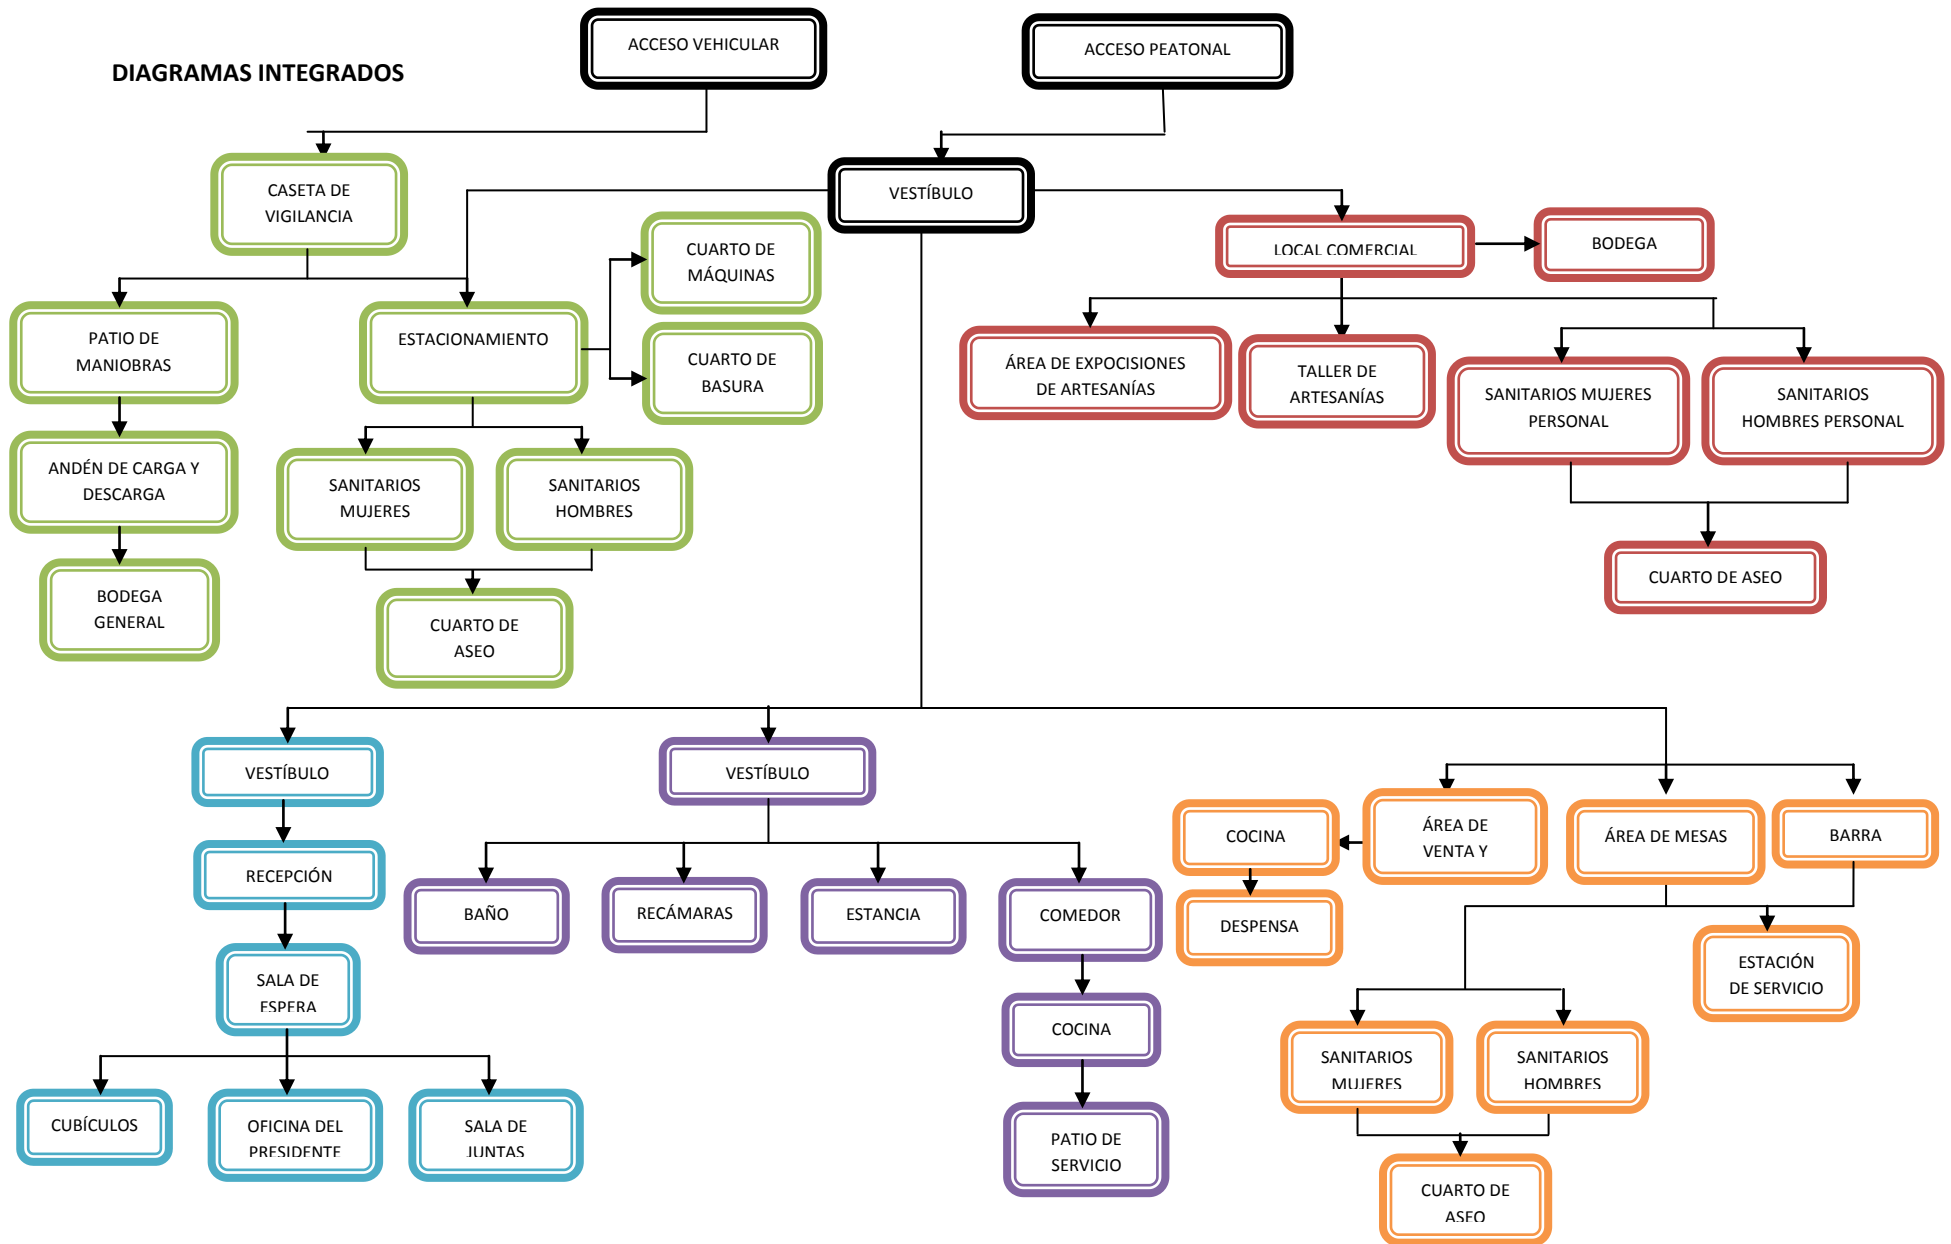 ACCESO VEHICULAR
ACCESO PEATONAL
DIAGRAMAS INTEGRADOS
CASETA DE
VIGILANCIA
VESTÍBULO
CUARTO DE
MÁQUINAS
LOCAL COMERCIAL
BODEGA
PATIO DE
MANIOBRAS
ESTACIONAMIENTO
CUARTO DE
BASURA
ÁREA DE EXPOCISIONES
DE ARTESANÍAS
TALLER DE
ARTESANÍAS
SANITARIOS MUJERES
PERSONAL
SANITARIOS
HOMBRES PERSONAL
ANDÉN DE CARGA Y
DESCARGA
SANITARIOS
MUJERES
SANITARIOS
HOMBRES
BODEGA
GENERAL
CUARTO DE
ASEO
CUARTO DE ASEO
VESTÍBULO
VESTÍBULO
COCINA
ÁREA DE
VENTA Y
ÁREA DE MESAS
BARRA
RECEPCIÓN
BAÑO
RECÁMARAS
ESTANCIA
COMEDOR
DESPENSA
SALA DE
ESPERA
ESTACIÓN
DE SERVICIO
COCINA
SANITARIOS
MUJERES
SANITARIOS
HOMBRES
CUBÍCULOS
OFICINA DEL
PRESIDENTE
SALA DE
JUNTAS
PATIO DE
SERVICIO
CUARTO DE
ASEO